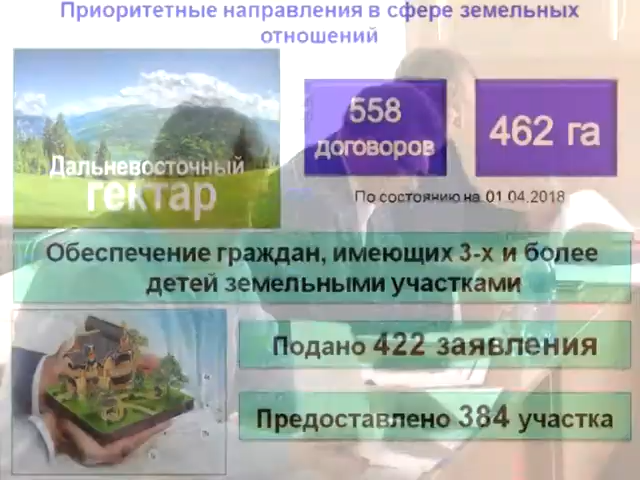 Приоритетные направления в сфере земельных
отношений
Дальневосточный
гектар
558
договоров
462 га
По состоянию на 01.04.2018
Обеспечение граждан, имеющих 3-х и более
детей земельными участками
Подано 422 заявления
Предоставлено 384 участка